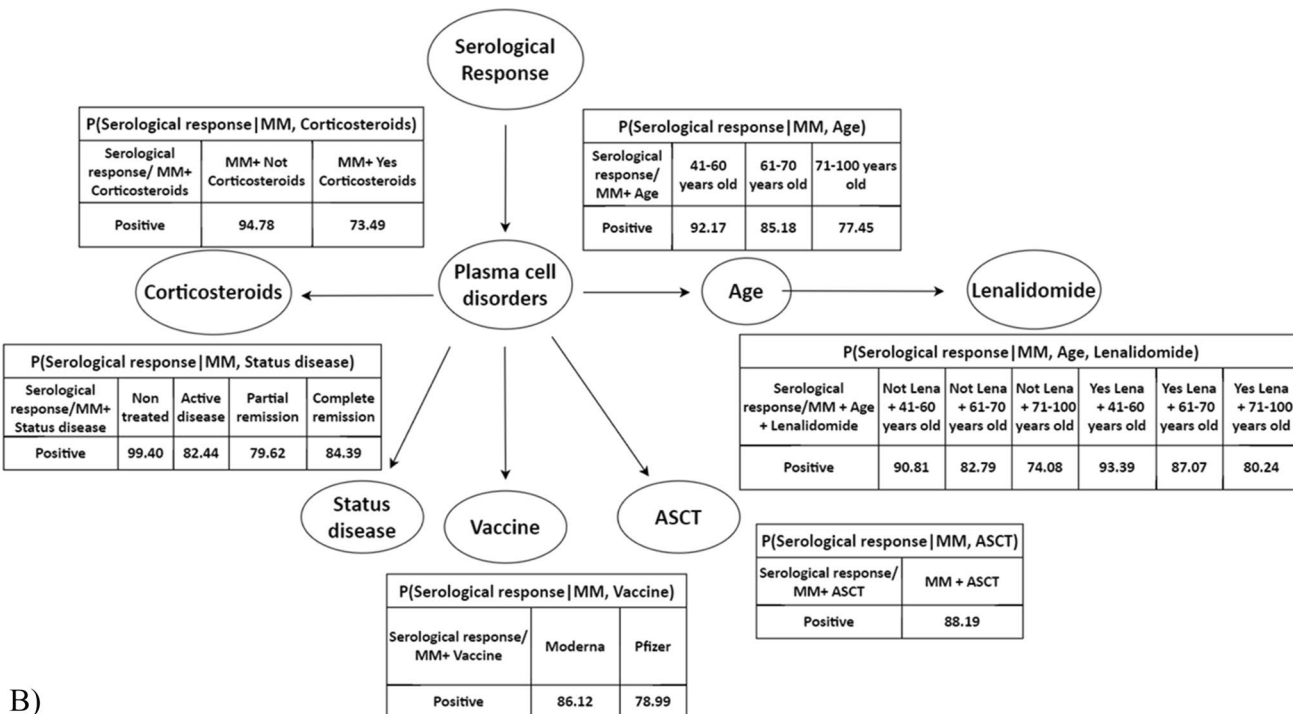 Serological
Response
P(Serological response|MM, Corticosteroids)
Serological
response/ MM+
Corticosteroids
MM+ Not
Corticosteroids
MM+ Yes
Corticosteroids
Positive
94.78
73.49
P(Serological response|MM, Age)
Serological
response/
MM+ Age
41-60
years old
61-70
years old
71-100 years
old
Positive
92.17
85.18
77.45
Corticosteroids
Plasma cell
disorders
Age
Lenalidomide
P(Serological response|MM, Status disease)
Serological
response/MM+
Status disease
Non
treated
Active
disease
Partial
remission
Complete
remission
Positive
99.40
82.44
79.62
84.39
P(Serological response|MM, Age, Lenalidomide)
Serological
response/MM + Age
+ Lenalidomide
Not Lena
+ 41-60
years old
Not Lena
+ 61-70
years old
Not Lena
+ 71-100
years old
Yes Lena
+ 41-60
years old
Yes Lena
+ 61-70
years old
Yes Lena
+ 71-100
years old
Positive
90.81
82.79
74.08
93.39
87.07
80.24
Status
disease
Vaccine
ASCT
P(Serological response|MM, ASCT)
Serological response/
MM+ ASCT
MM + ASCT
Positive
88.19
P(Serological response|MM, Vaccine)
Serological response/
MM+ Vaccine
Moderna
Pfizer
Positive
86.12
78.99
B)